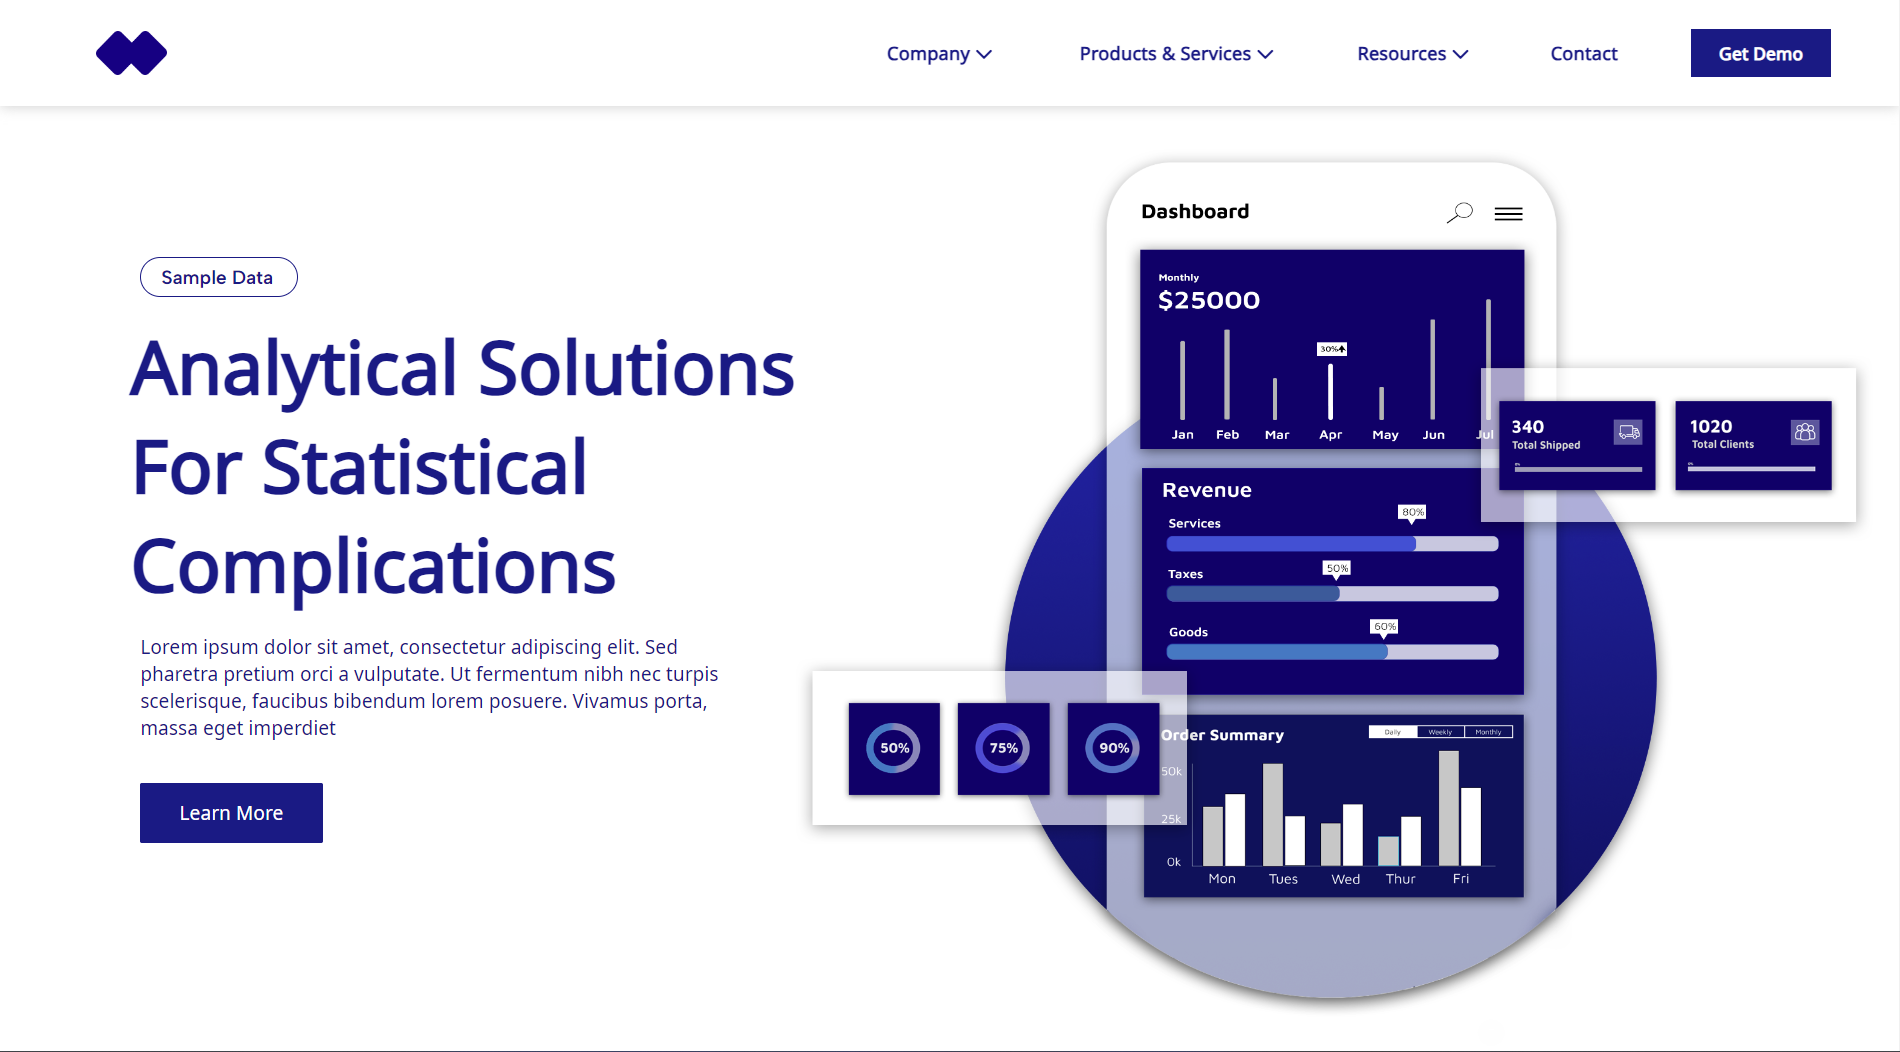 Company
Products & Services
Resources
Contact
Get Demo
Sample Data
Analytical Solutions
For Statistical
Complications
Lorem ipsum dolor sit amet, consectetur adipiscing elit. Sed
pharetra pretium orci a vulputate. Ut fermentum nibh nec turpis
scelerisque, faucibus bibendum lorem posuere. Vivamus porta,
massa eget imperdiet
Learn More
Dashboard
Monthly
$25000
30%
Jan Feb Mar Apr May Jun Jul
340
Total Shipped
1020
Total Clients
Revenue
Services
80%
Taxes
50%
Goods
60%
50%
75%
90%
Order Summary
Daily Weekly Monthly
50k
25k
0k
Mon Tues Wed Thur Fri